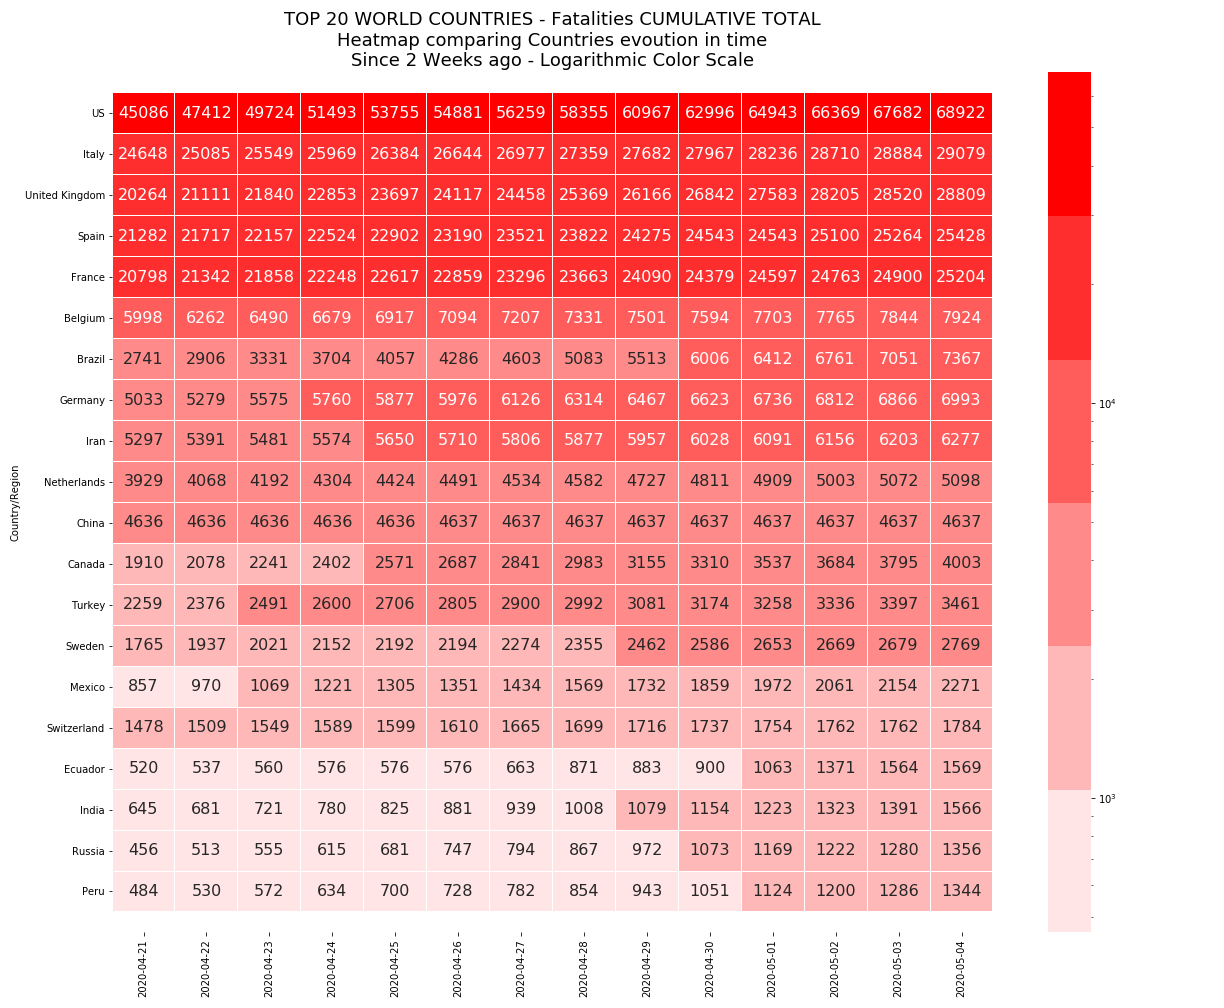 TOP 20 WORLD COUNTRIES - Fatalities CUMULATIVE TOTAL
Heatmap comparing Countries evoution in time
Since 2 Weeks ago - Logarithmic Color Scale
US 45086 47412 49724 51493 53755 54881 56259 58355 60967 62996 64943 66369 67682 68922
Italy 24648 25085 25549 25969 26384 26644 26977 27359 27682 27967 28236 28710 28884 29079
United Kingdom 20264 21111 21840 22853 23697 24117 24458 25369 26166 26842 27583 28205 28520 28809
Spain 21282 21717 22157 22524 22902 23190 23521 23822 24275 24543 24543 25100 25264 25428
France 20798 21342 21858 22248 22617 22859 23296 23663 24090 24379 24597 24763 24900 25204
Belgium 5998 6262 6490 6679 6917 7094 7207 7331 7501 7594 7703 7765 7844 7924
Brazil 2741 2906 3331 3704 4057 4286 4603 5083 5513 6006 6412 6761 7051 7367
Germany 5033 5279 5575 5760 5877 5976 6126 6314 6467 6623 6736 6812 6866 6993
Iran 5297 5391 5481 5574 5650 5710 5806 5877 5957 6028 6091 6156 6203 6277
Netherlands 3929 4068 4192 4304 4424 4491 4534 4582 4727 4811 4909 5003 5072 5098
China 4636 4636 4636 4636 4636 4637 4637 4637 4637 4637 4637 4637 4637 4637
Canada 1910 2078 2241 2402 2571 2687 2841 2983 3155 3310 3537 3684 3795 4003
Turkey 2259 2376 2491 2600 2706 2805 2900 2992 3081 3174 3258 3336 3397 3461
Sweden 1765 1937 2021 2152 2192 2194 2274 2355 2462 2586 2653 2669 2679 2769
Mexico 857 970 1069 1221 1305 1351 1434 1569 1732 1859 1972 2061 2154 2271
Switzerland 1478 1509 1549 1589 1599 1610 1665 1699 1716 1737 1754 1762 1762 1784
Ecuador 520 537 560 576 576 576 663 871 883 900 1063 1371 1564 1569
India 645 681 721 780 825 881 939 1008 1079 1154 1223 1323 1391 1566
Russia 456 513 555 615 681 747 794 867 972 1073 1169 1222 1280 1356
Peru 484 530 572 634 700 728 782 854 943 1051 1124 1200 1286 1344
2020-04-21 2020-04-22 2020-04-23 2020-04-24 2020-04-25 2020-04-26 2020-04-27 2020-04-28 2020-04-29 2020-04-30 2020-05-01 2020-05-02 2020-05-03 2020-05-04
Country/Region
10⁴
10³